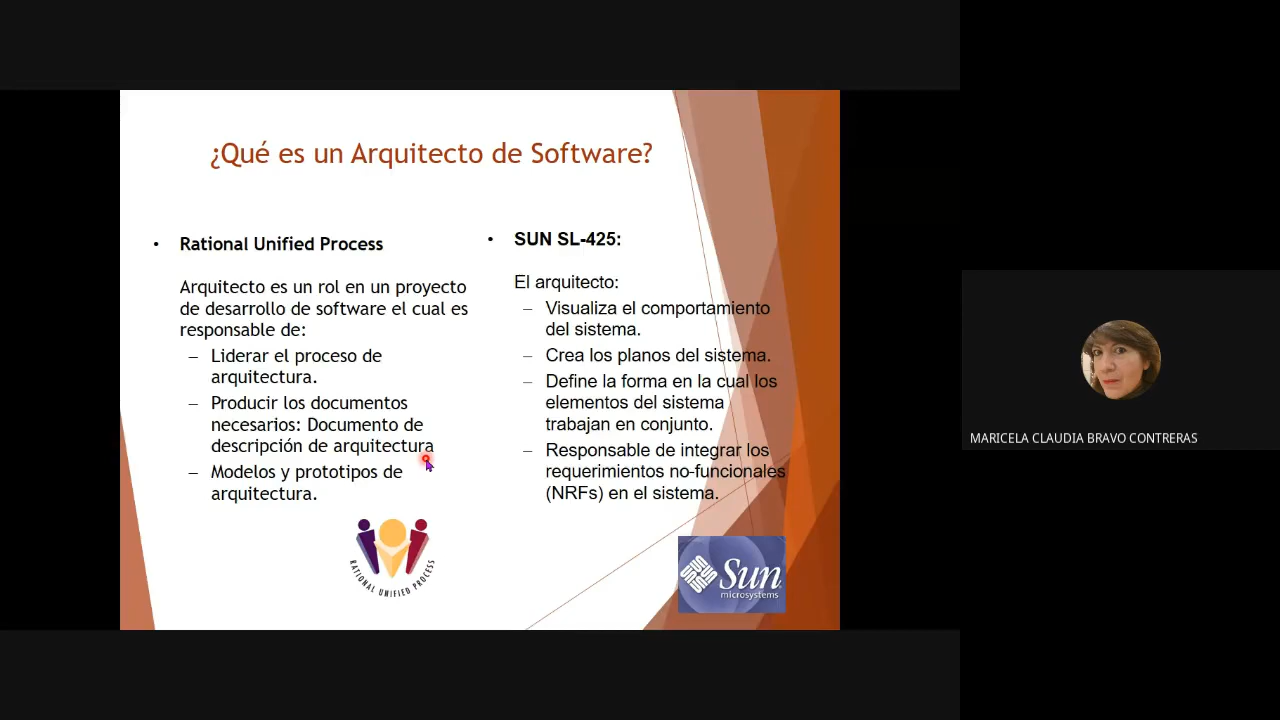 ¿Qué es un Arquitecto de Software?
• Rational Unified Process
Arquitecto es un rol en un proyecto
de desarrollo de software el cual es
responsable de:
– Liderar el proceso de
arquitectura.
– Producir los documentos
necesarios: Documento de
descripción de arquitectura
– Modelos y prototipos de
arquitectura.
RATIONAL UNIFIED PROCESS
• SUN SL-425:
El arquitecto:
– Visualiza el comportamiento
del sistema.
– Crea los planos del sistema.
– Define la forma en la cual los
elementos del sistema
trabajan en conjunto.
– Responsable de integrar los
requerimientos no-funcionales
(NRFs) en el sistema.
Sun
microsystems
MARICELA CLAUDIA BRAVO CONTRERAS